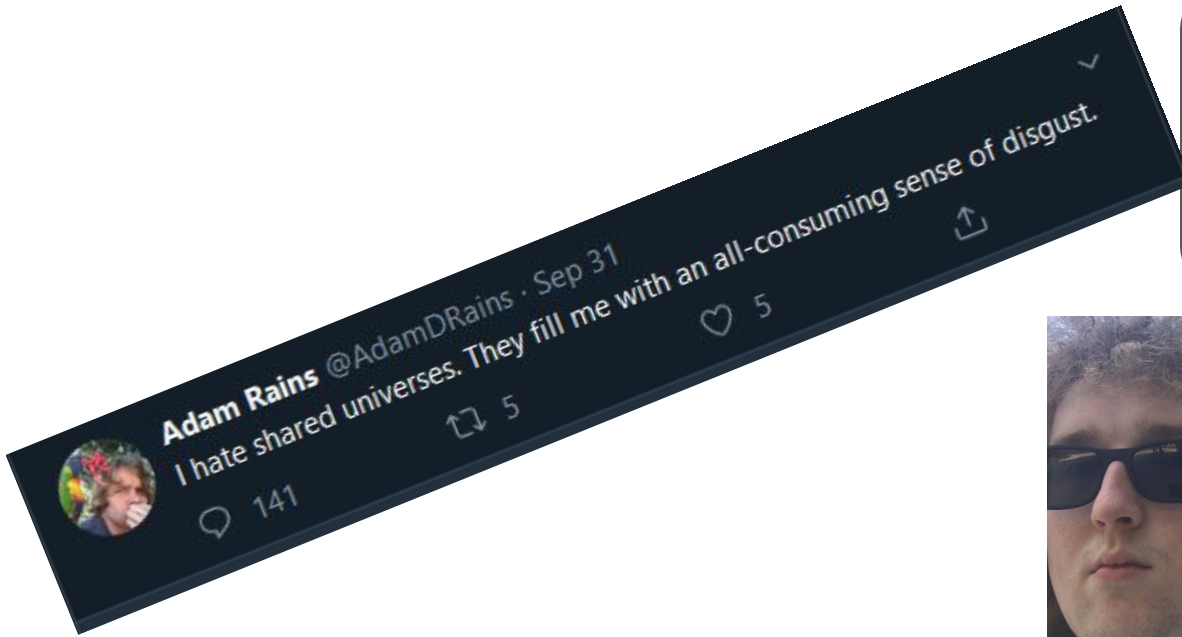 Adam Rains @AdamDRains · Sep 31
I hate shared universes. They fill me with an all-consuming sense of disgust.
141 5 5